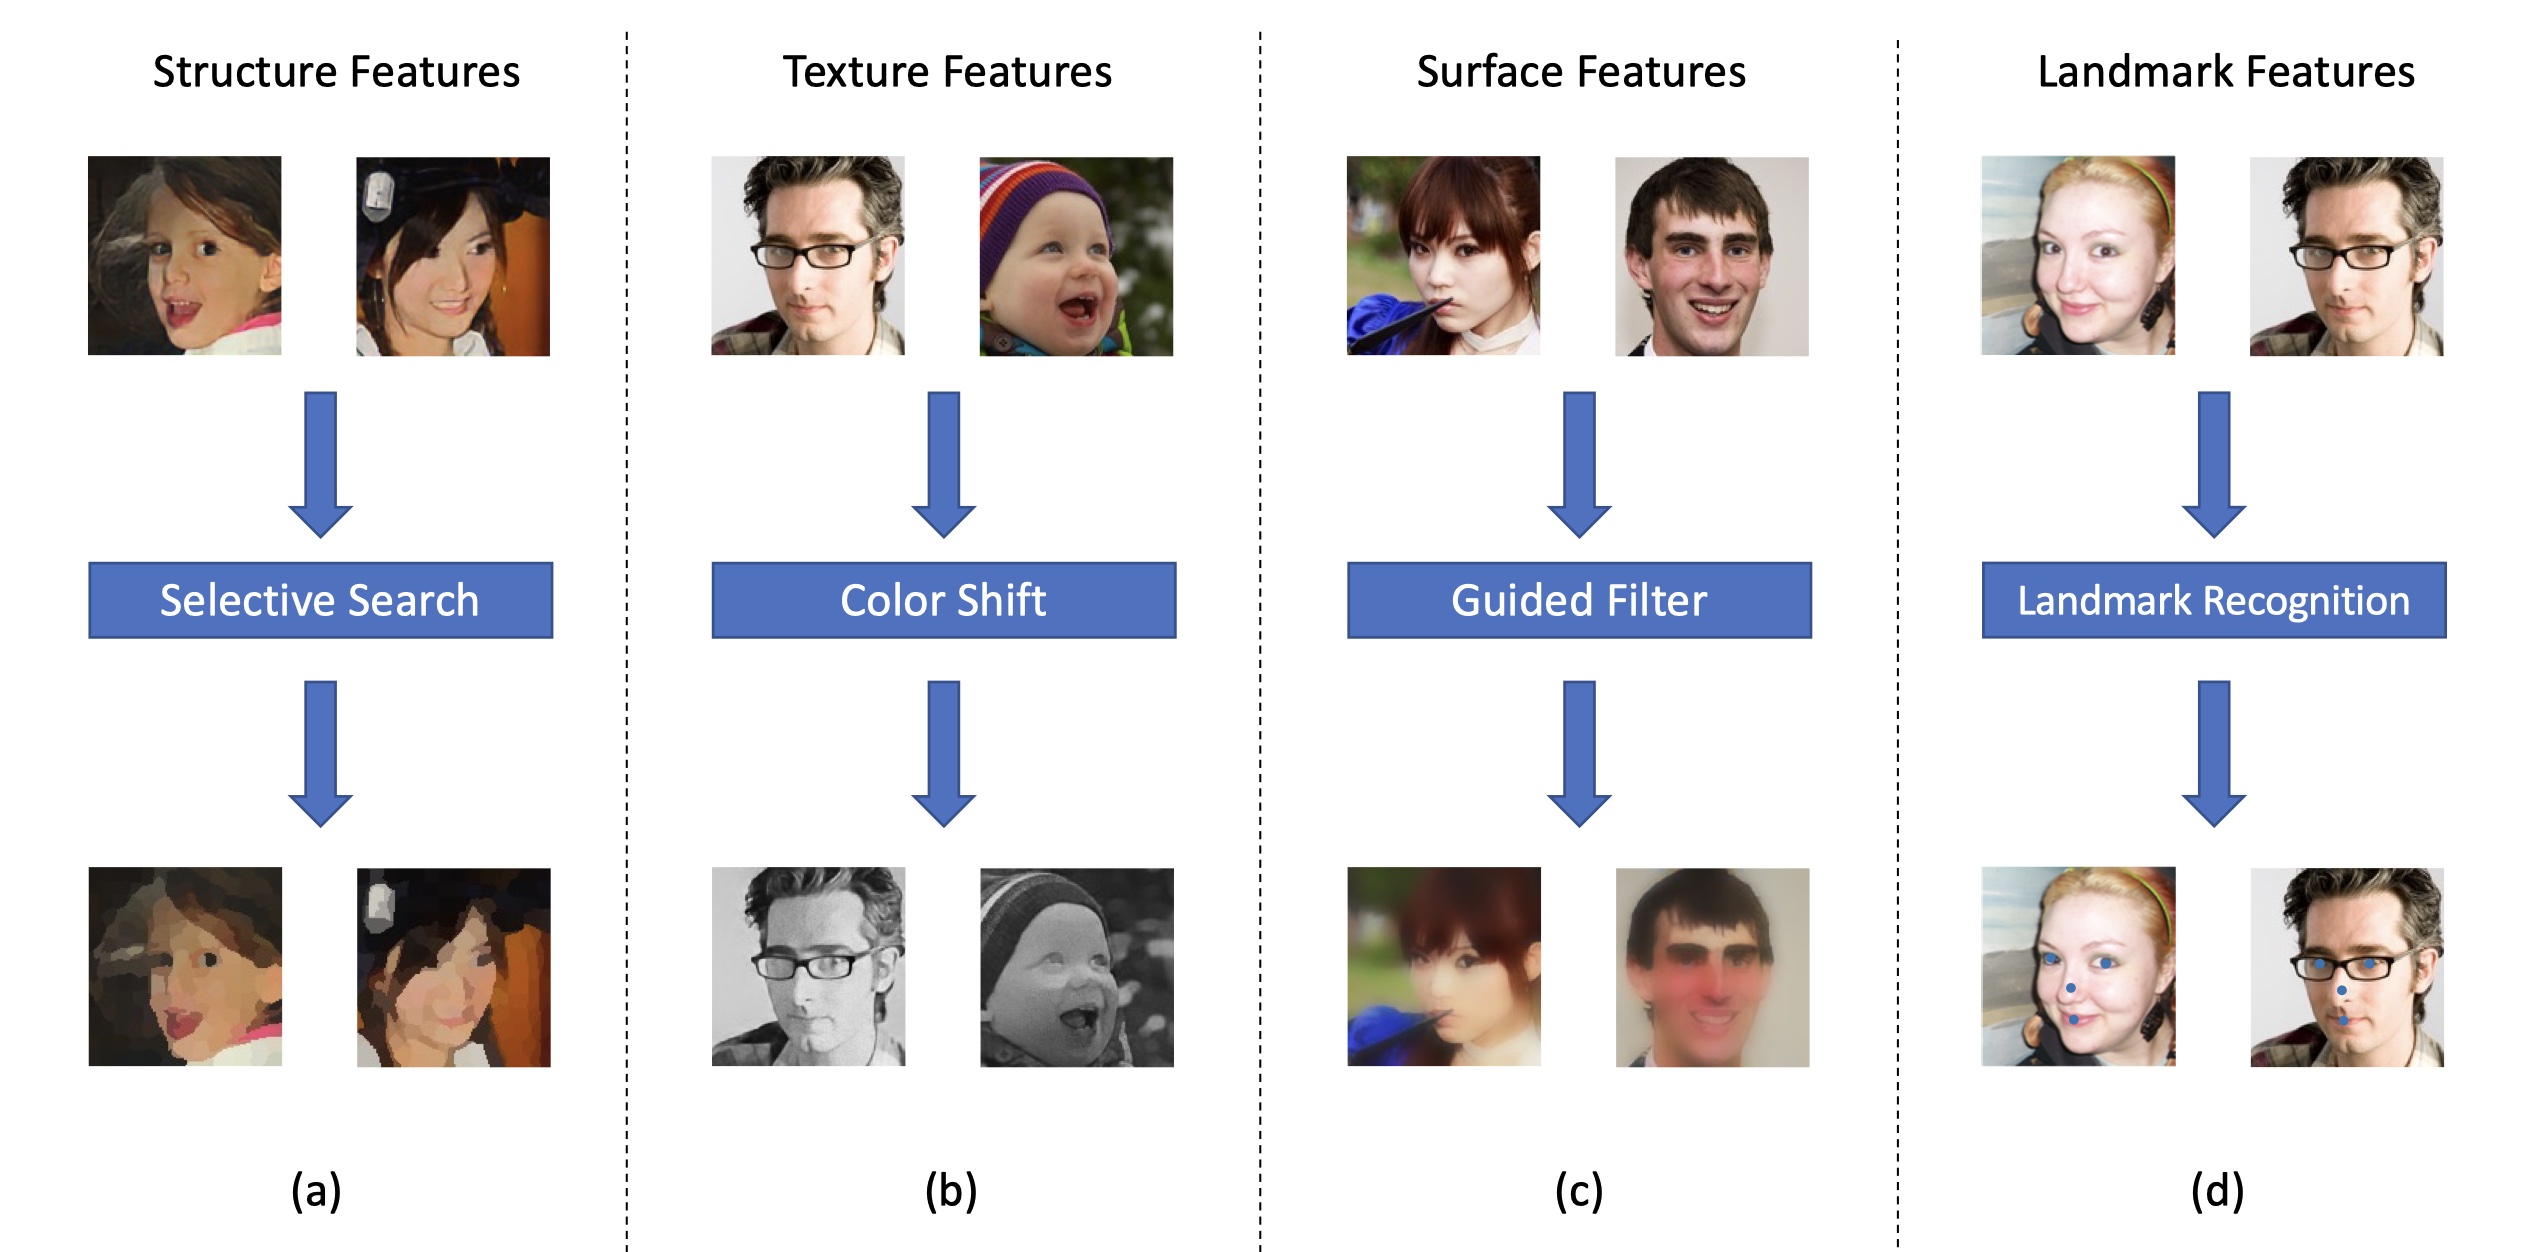 Structure Features
Texture Features
Surface Features
Landmark Features
Selective Search
Color Shift
Guided Filter
Landmark Recognition
(a)
(b)
(c)
(d)